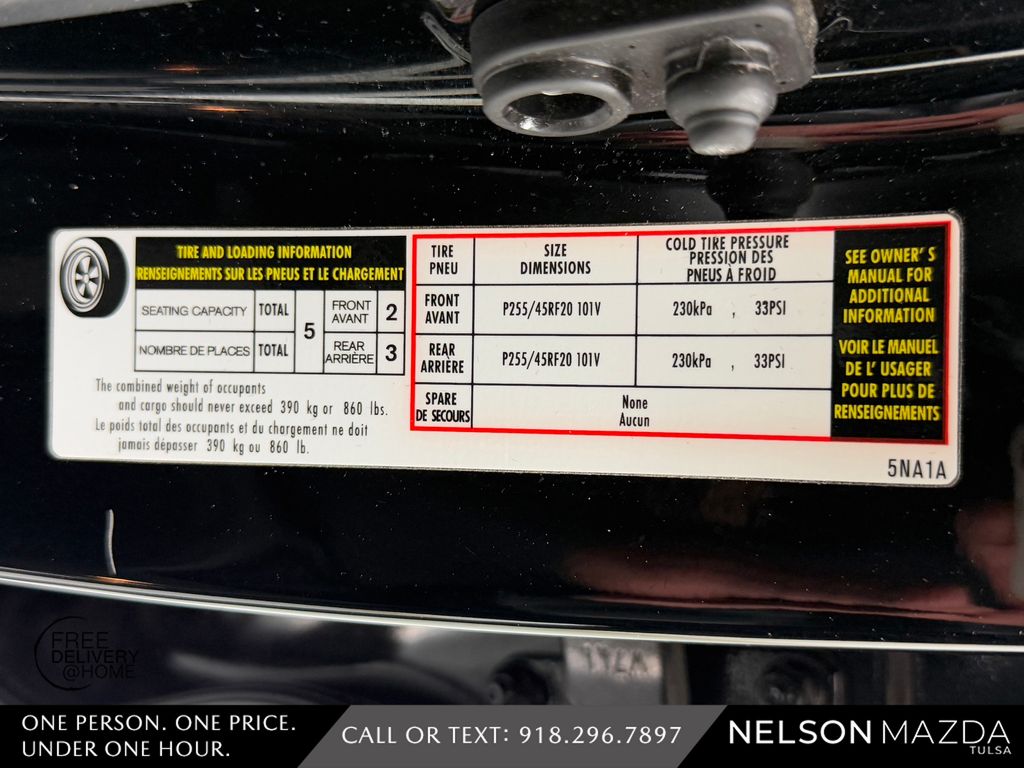 TIRE AND LOADING INFORMATION
RENSEIGNEMENTS SUR LES PNEUS ET LE CHARGEMENT
SEATING CAPACITY TOTAL 5 FRONT AVANT 2
NOMBRE DE PLACES TOTAL REAR ARRIÈRE 3
The combined weight of occupants
and cargo should never exceed 390 kg or 860 lbs.
Le poids total des occupants et du chargement ne doit
jamais dépasser 390 kg ou 860 lb.
TIRE PNEU SIZE DIMENSIONS COLD TIRE PRESSURE PRESSION DES PNEUS À FROID
FRONT AVANT P255/45RF20 101V 230kPa , 33PSI
REAR ARRIÈRE P255/45RF20 101V 230kPa , 33PSI
SPARE DE SECOURS None Aucun
SEE OWNER'S
MANUAL FOR
ADDITIONAL
INFORMATION
VOIR LE MANUEL
DE L' USAGER
POUR PLUS DE
RENSEIGNEMENTS
5NA1A
FREE
DELIVERY
@HOME
ONE PERSON. ONE PRICE.
UNDER ONE HOUR.
CALL OR TEXT: 918.296.7897
NELSON MAZDA
TULSA